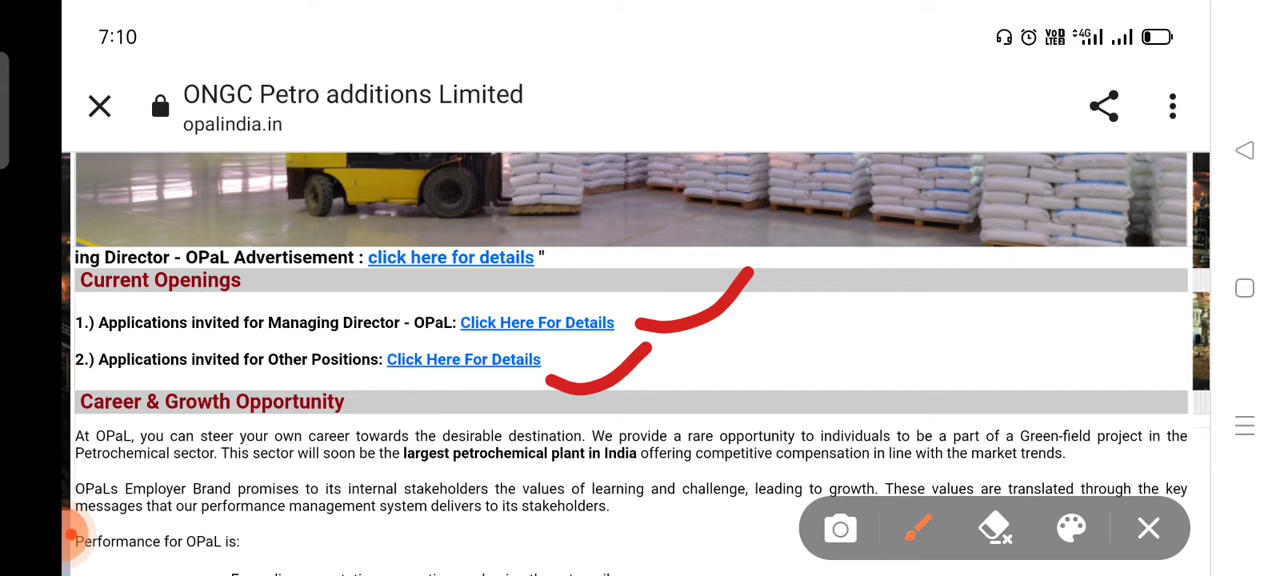 7:10
VoD
LTE2
4G
ONGC Petro additions Limited
opalindia.in
ing Director - OPaL Advertisement : click here for details "
Current Openings
1.) Applications invited for Managing Director - OPaL: Click Here For Details
2.) Applications invited for Other Positions: Click Here For Details
Career & Growth Opportunity
At OPaL, you can steer your own career towards the desirable destination. We provide a rare opportunity to individuals to be a part of a Green-field project in the
Petrochemical sector. This sector will soon be the largest petrochemical plant in India offering competitive compensation in line with the market trends.
OPaLs Employer Brand promises to its internal stakeholders the values of learning and challenge, leading to growth. These values are translated through the key
messages that our performance management system delivers to its stakeholders.
Performance for OPaL is: